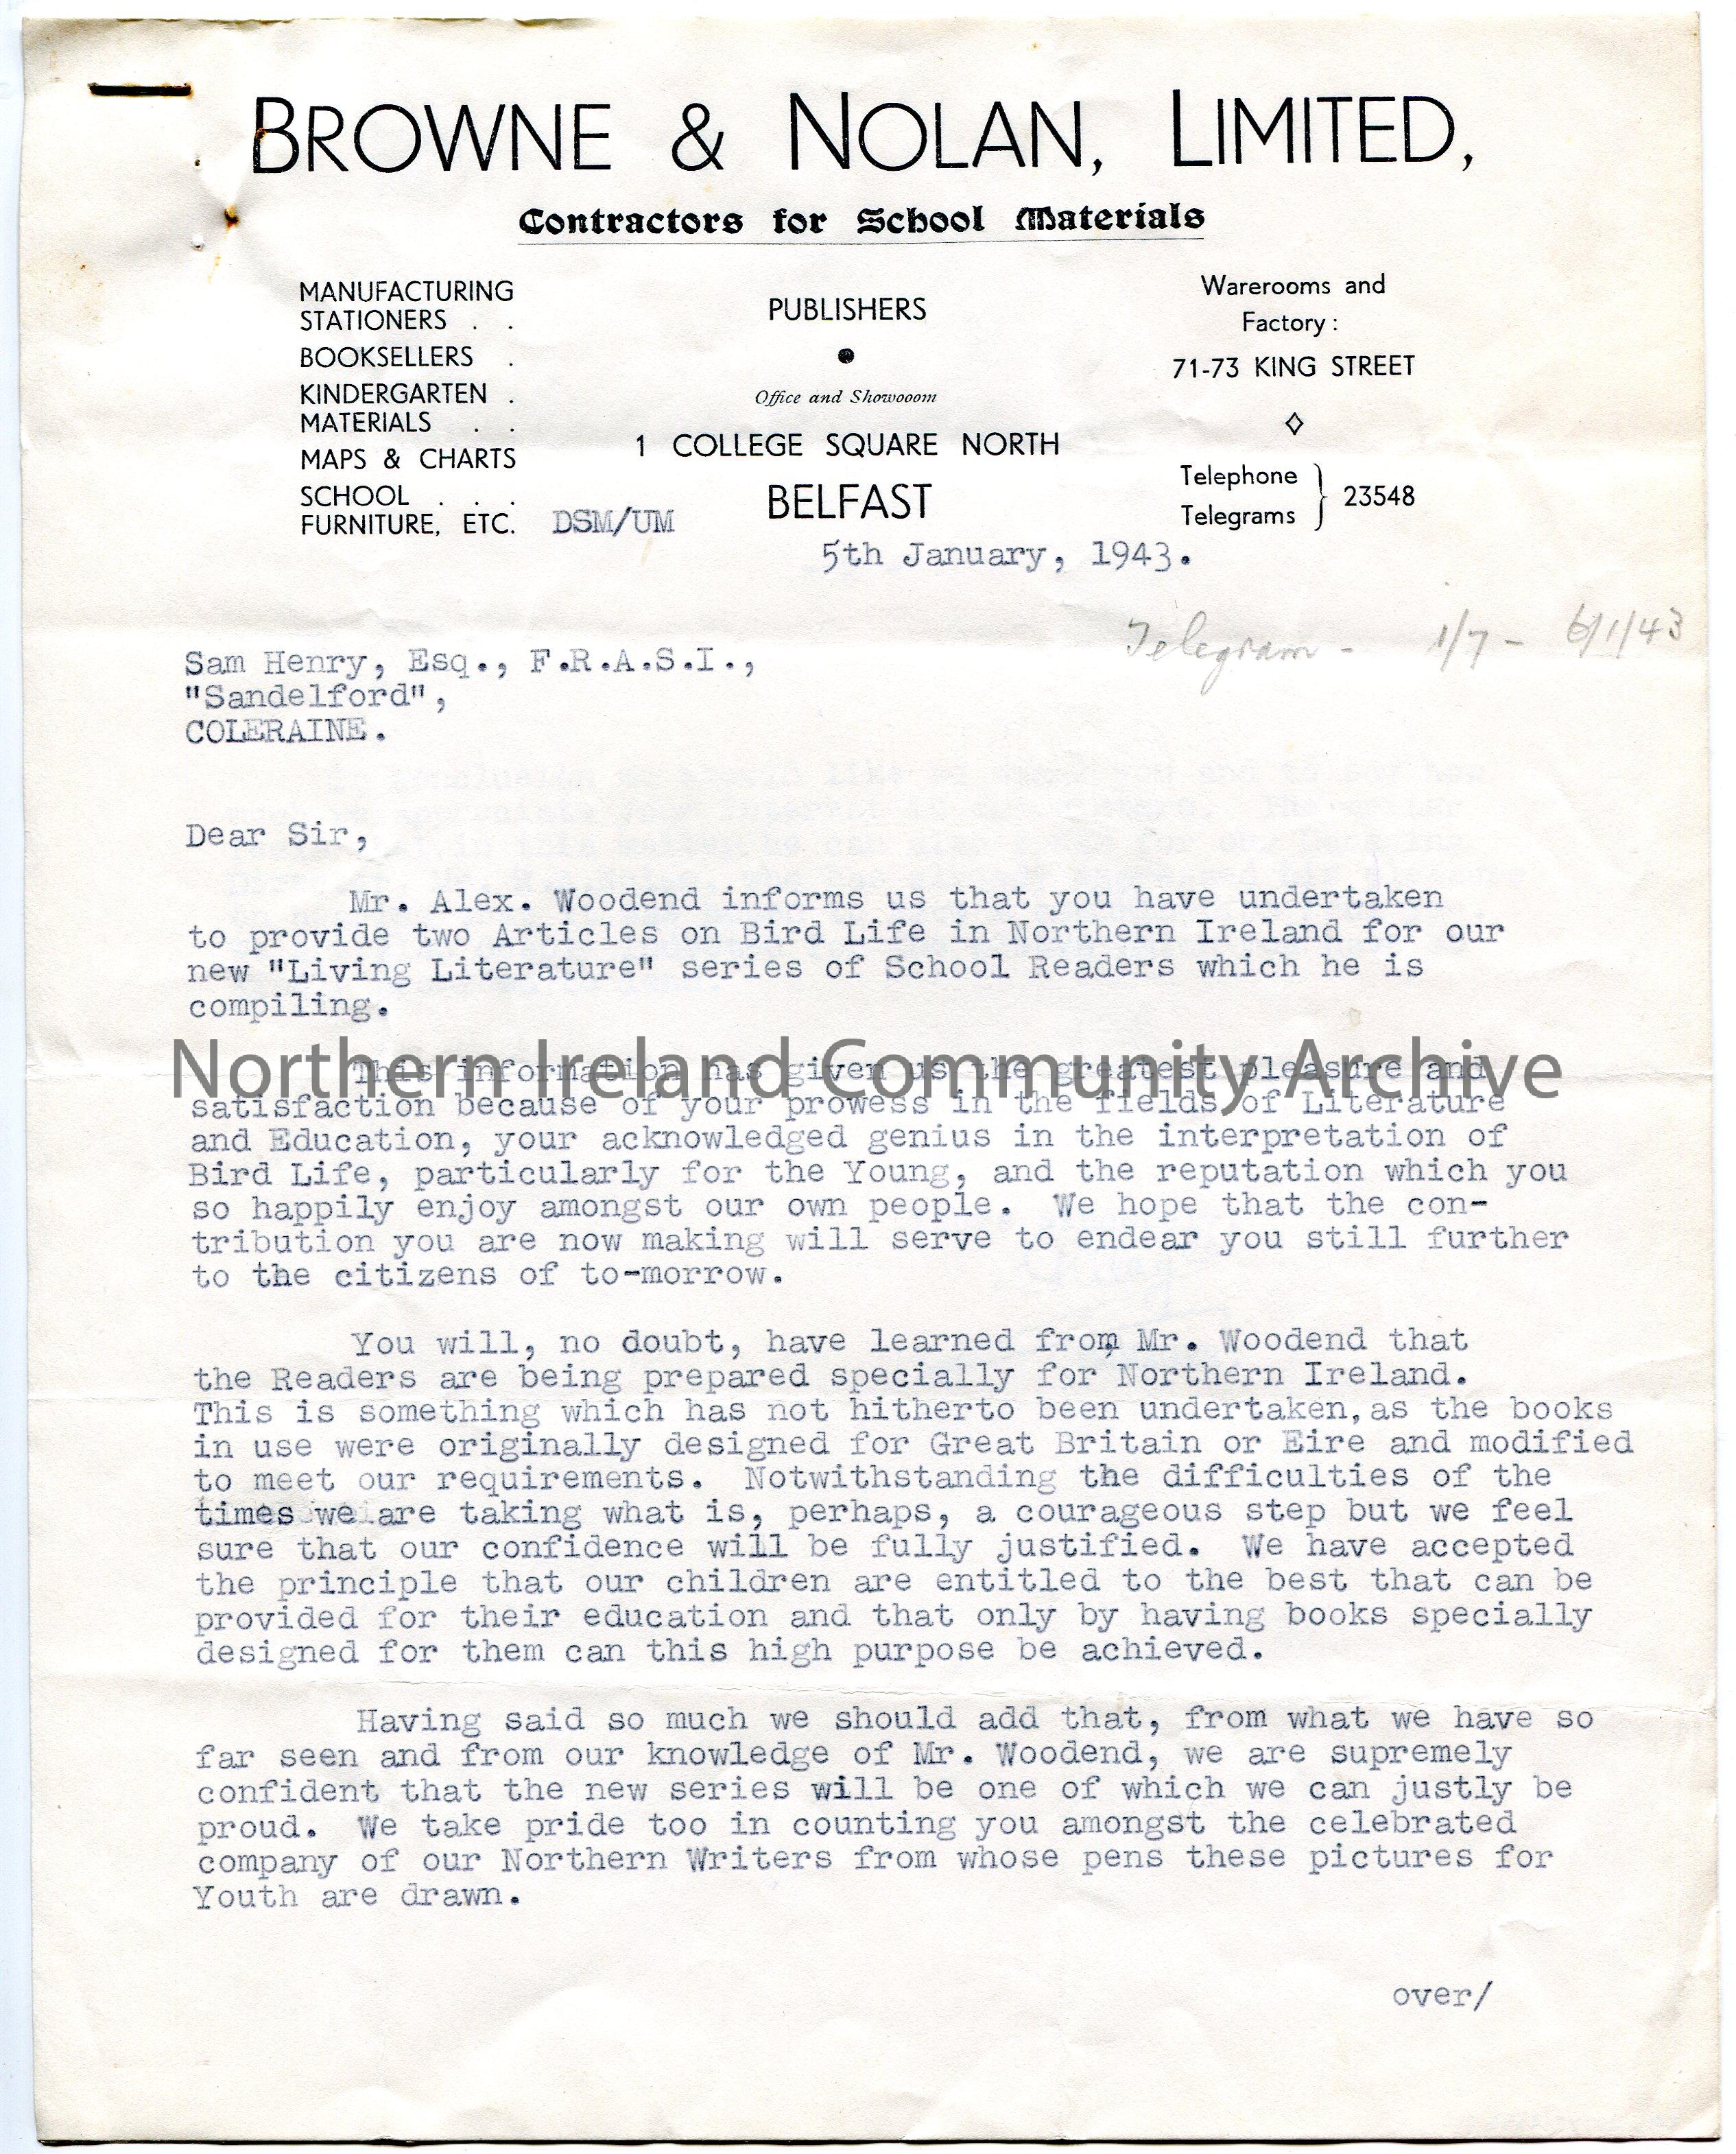 BROWNE & NOLAN, LIMITED,
Contractors for School Materials
MANUFACTURING
STATIONERS . .
BOOKSELLERS .
KINDERGARTEN .
MATERIALS . .
MAPS & CHARTS
SCHOOL . . .
FURNITURE, ETC.
DSM/UM
PUBLISHERS
Office and Showooom
1 COLLEGE SQUARE NORTH
BELFAST
Warerooms and
Factory:
71-73 KING STREET
Telephone
Telegrams
23548
5th January, 1943.
Telegram - 1/7 - 6/1/43
Sam Henry, Esq., F.R.A.S.I.,
"Sandelford",
COLERAINE.
Dear Sir,
Mr. Alex. Woodend informs us that you have undertaken
to provide two Articles on Bird Life in Northern Ireland for our
new "Living Literature" series of School Readers which he is
compiling.
Northern Ireland Community Archive
This information has given us the greatest pleasure and
satisfaction because of your prowess in the fields of Literature
and Education, your acknowledged genius in the interpretation of
Bird Life, particularly for the Young, and the reputation which you
so happily enjoy amongst our own people. We hope that the con-
tribution you are now making will serve to endear you still further
to the citizens of to-morrow.
You will, no doubt, have learned from, Mr. Woodend that
the Readers are being prepared specially for Northern Ireland.
This is something which has not hitherto been undertaken, as the books
in use were originally designed for Great Britain or Eire and modified
to meet our requirements. Notwithstanding the difficulties of the
times we are taking what is, perhaps, a courageous step but we feel
sure that our confidence will be fully justified. We have accepted
the principle that our children are entitled to the best that can be
provided for their education and that only by having books specially
designed for them can this high purpose be achieved.
Having said so much we should add that, from what we have so
far seen and from our knowledge of Mr. Woodend, we are supremely
confident that the new series will be one of which we can justly be
proud. We take pride too in counting you amongst the celebrated
company of our Northern Writers from whose pens these pictures for
Youth are drawn.
over/